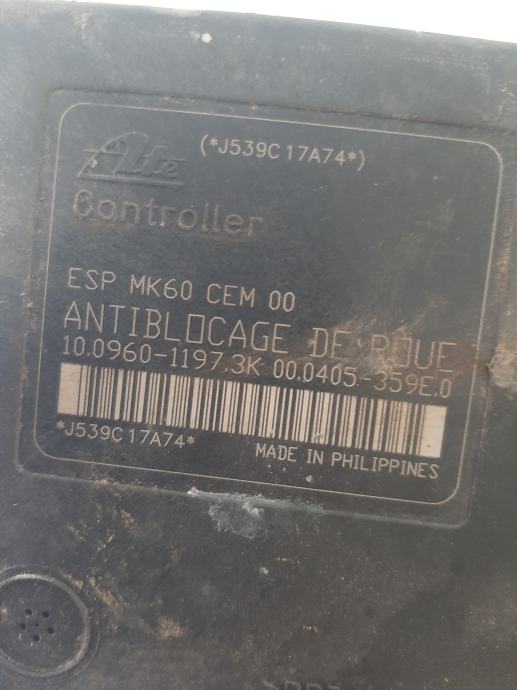 (*J539C17A74*)
Ate
Controller
ESP MK60 CEM 00
ANTIBLOCAGE DE ROUE
10.0960-1197.3K 00.0405-359E.0
*J539C17A74*
MADE IN PHILIPPINES